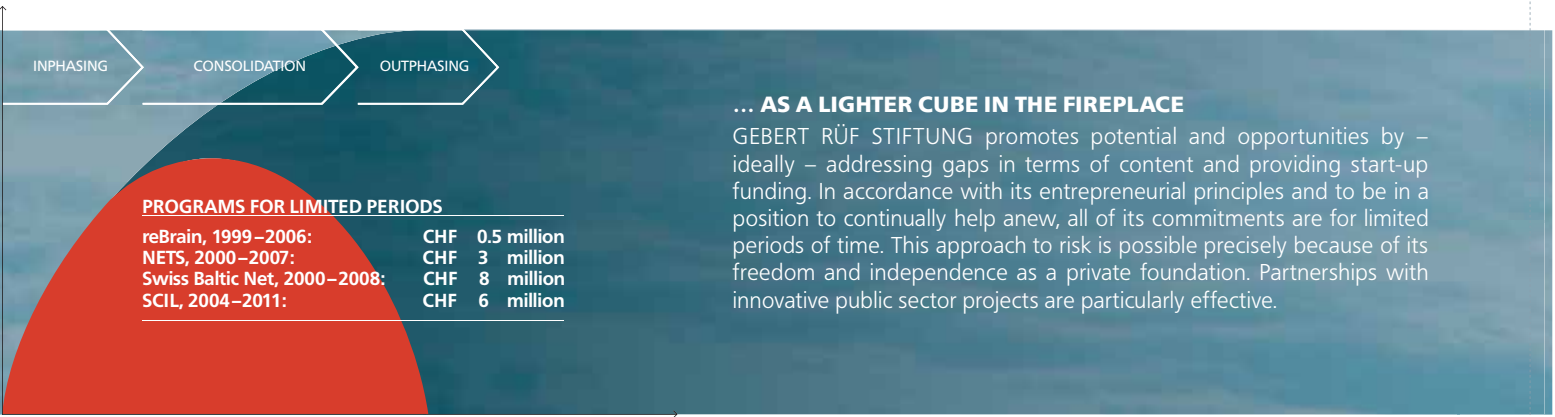 INPHASING CONSOLIDATION OUTPHASING
PROGRAMS FOR LIMITED PERIODS
reBrain, 1999–2006: CHF 0.5 million
NETS, 2000–2007: CHF 3 million
Swiss Baltic Net, 2000–2008: CHF 8 million
SCIL, 2004–2011: CHF 6 million
… AS A LIGHTER CUBE IN THE FIREPLACE
GEBERT RÜF STIFTUNG promotes potential and opportunities by –
ideally – addressing gaps in terms of content and providing start-up
funding. In accordance with its entrepreneurial principles and to be in a
position to continually help anew, all of its commitments are for limited
periods of time. This approach to risk is possible precisely because of its
freedom and independence as a private foundation. Partnerships with
innovative public sector projects are particularly effective.